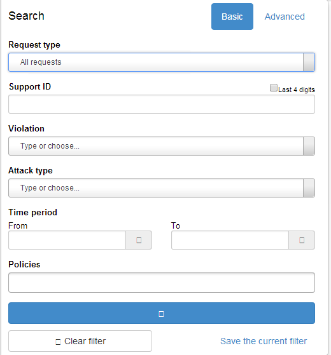 Search Basic Advanced
Request type
All requests
Support ID Last 4 digits
Violation
Type or choose...
Attack type
Type or choose...
Time period
From To
Policies
Clear filter Save the current filter